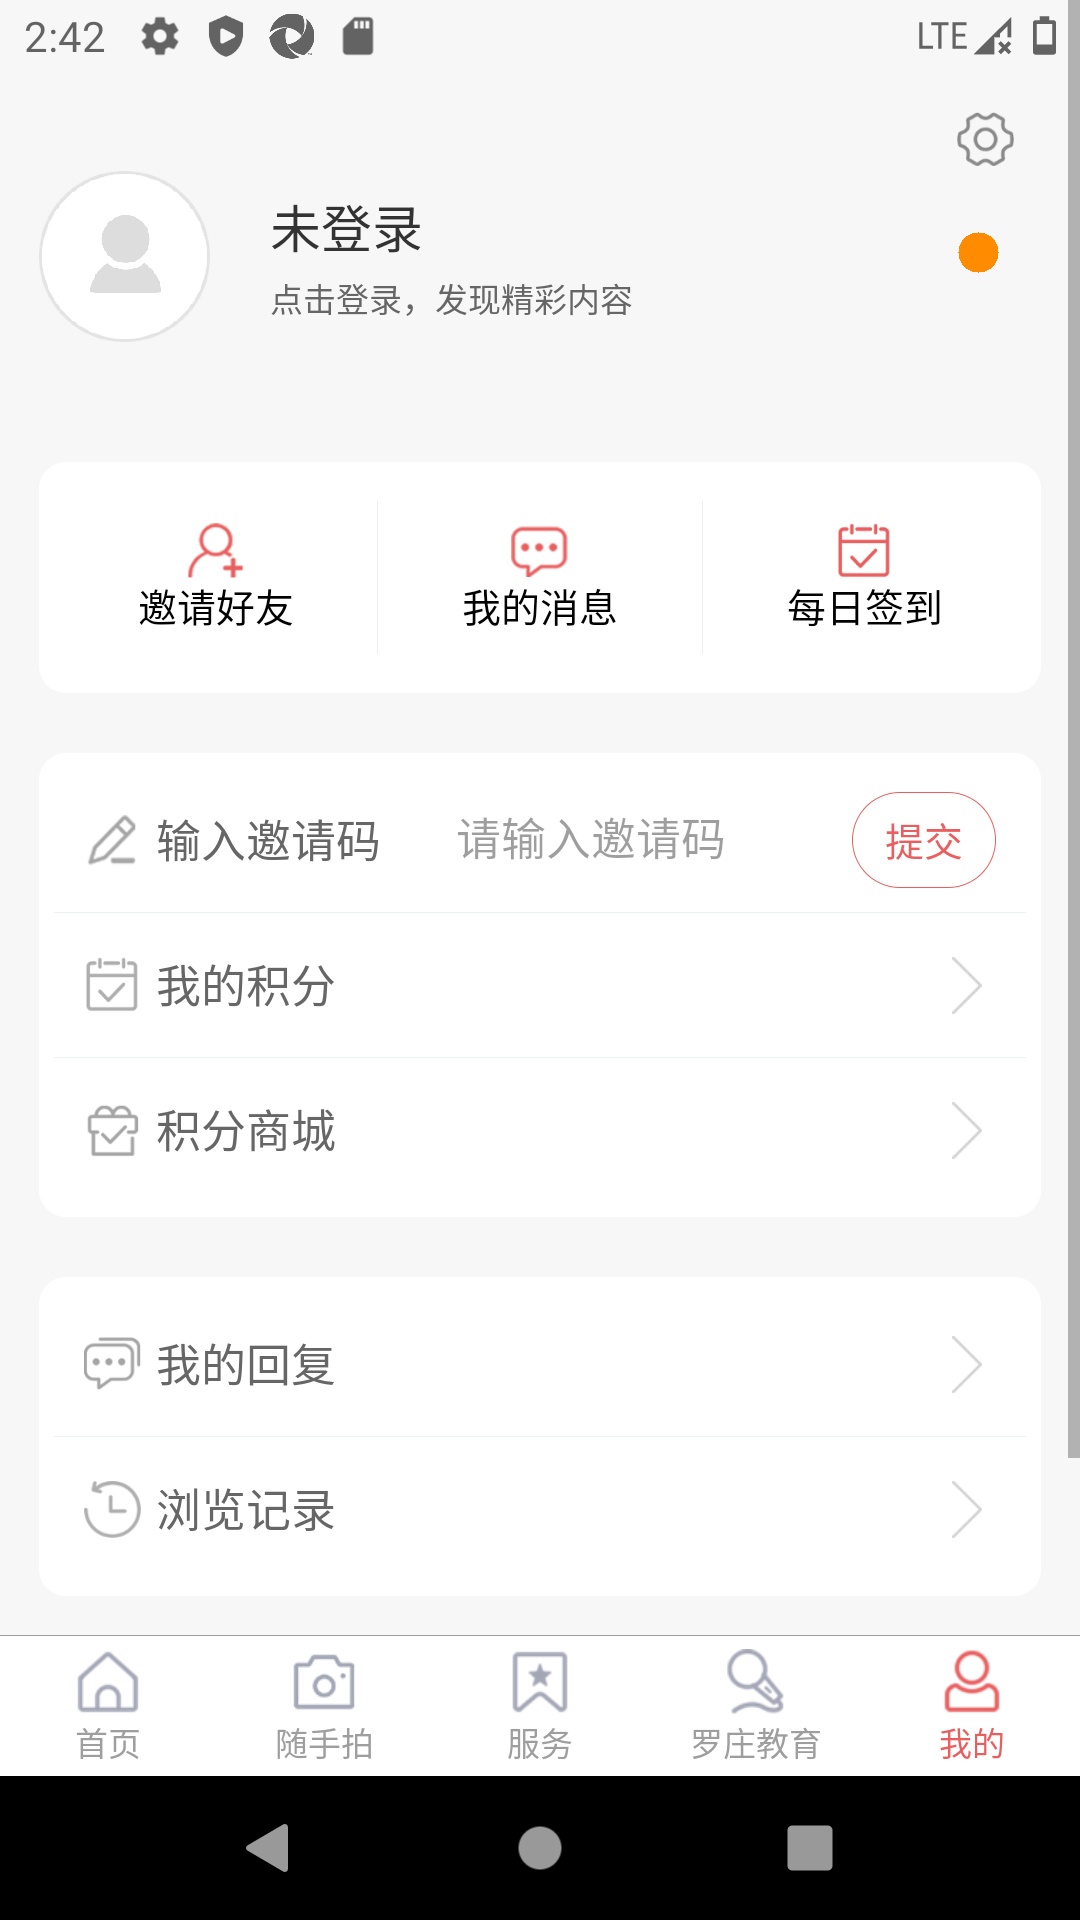 2:42 LTE
未登录
点击登录，发现精彩内容
邀请好友 我的消息 每日签到
输入邀请码 请输入邀请码 提交
我的积分
积分商城
我的回复
浏览记录
首页 随手拍 服务 罗庄教育 我的